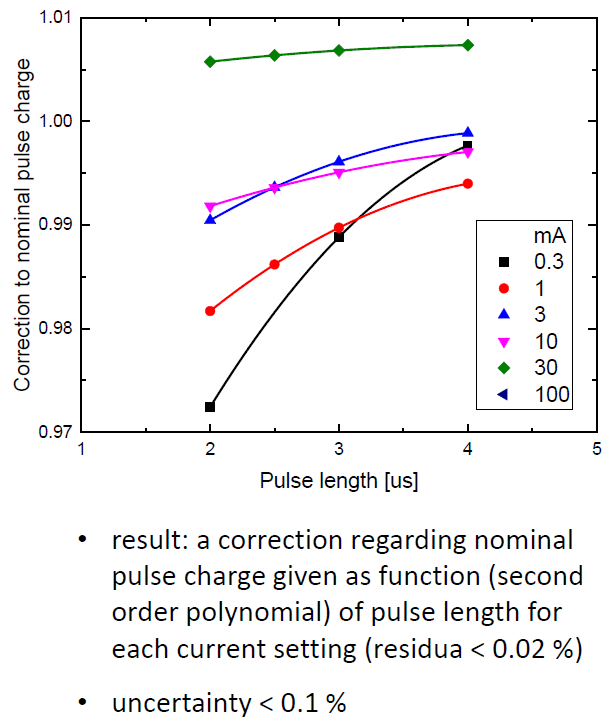 1.01
1.00
0.99
0.98
0.97
Correction to nominal pulse charge
mA
0.3
1
3
10
30
100
1 2 3 4 5
Pulse length [us]
• result: a correction regarding nominal
pulse charge given as function (second
order polynomial) of pulse length for
each current setting (residua < 0.02 %)
• uncertainty < 0.1 %